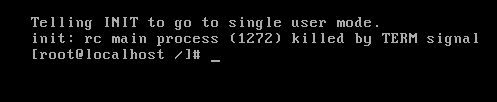 Telling INIT to go to single user mode.
init: rc main process (1272) killed by TERM signal
[root@localhost /]# _